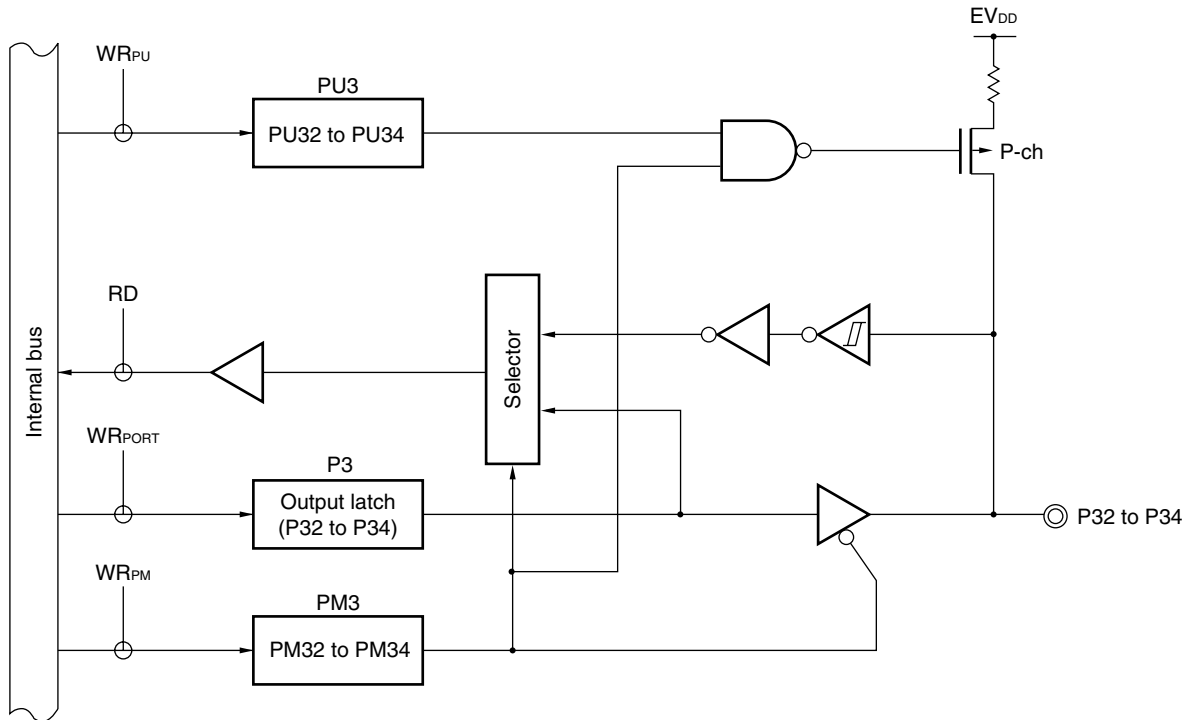 EVDD
WRPU
PU3
PU32 to PU34
P-ch
RD
Selector
Internal bus
WRPORT
P3
Output latch
(P32 to P34)
P32 to P34
WRPM
PM3
PM32 to PM34